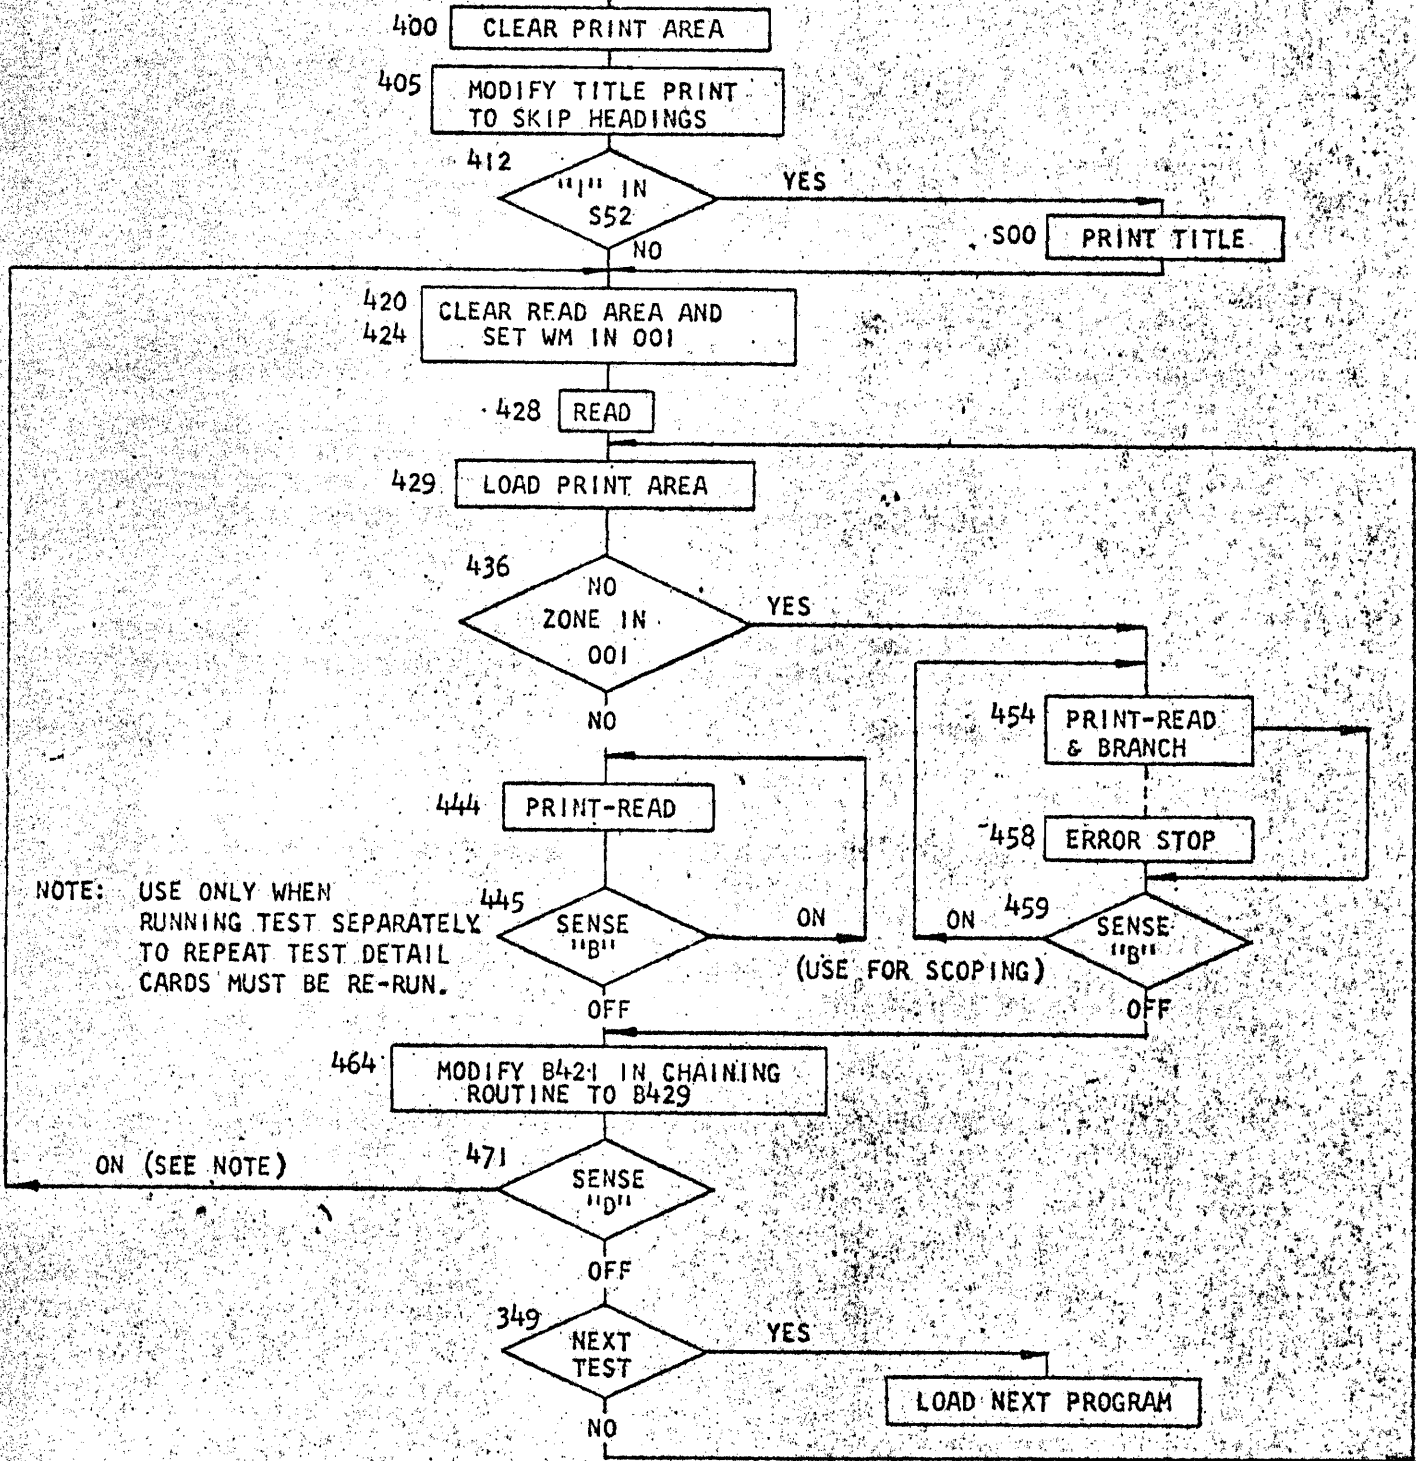 400 CLEAR PRINT AREA
405 MODIFY TITLE PRINT
TO SKIP HEADINGS
412 "1" IN
S52
YES
NO
S00 PRINT TITLE
420 CLEAR READ AREA AND
424 SET WM IN 001
428 READ
429 LOAD PRINT AREA
436 NO
ZONE IN
001
YES
NO
454 PRINT-READ
& BRANCH
444 PRINT-READ
458 ERROR STOP
NOTE: USE ONLY WHEN
RUNNING TEST SEPARATELY
TO REPEAT TEST DETAIL
CARDS MUST BE RE-RUN.
445 SENSE
"B"
ON
OFF
(USE FOR SCOPING)
ON
459 SENSE
"B"
OFF
464 MODIFY B421 IN CHAINING
ROUTINE TO B429
ON (SEE NOTE)
471 SENSE
"D"
OFF
349 NEXT
TEST
YES
LOAD NEXT PROGRAM
NO